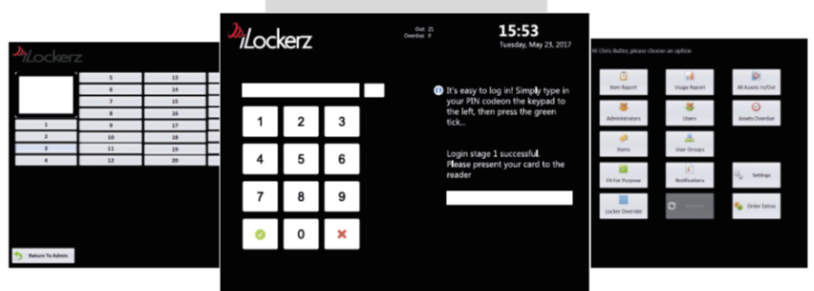 iLockerz
5 13
6 14
7 15
8 16
1 9 17
2 10 18
3 11 19
4 12 20
Return To Admin
iLockerz
Out: 21
Overdue: 0
15:53
Tuesday, May 23, 2017
It's easy to log in! Simply type in
your PIN codeon the keypad to
the left, then press the green
tick...
1 2 3
4 5 6
7 8 9
0
Login stage 1 successful.
Please present your card to the
reader
Hi Chris Butler, please choose an option
Item Report Usage Report All Assets In/Out
Administrators Users Assets Overdue
Items User Groups
Fit For Purpose Notifications Settings
Locker Override Order Extras